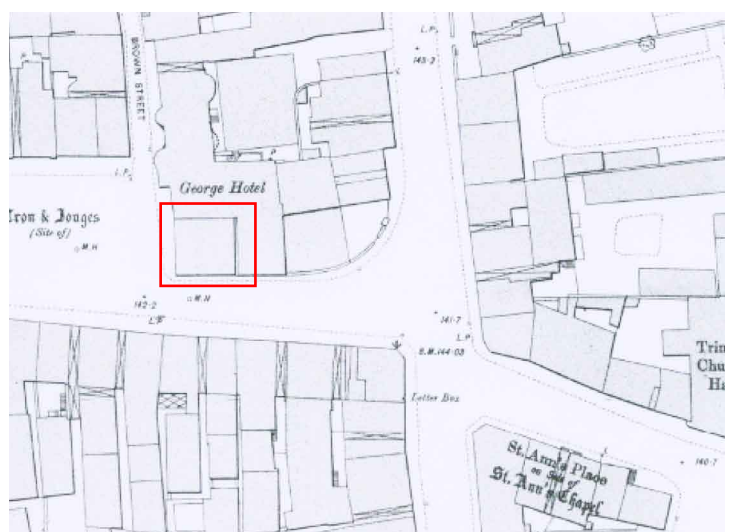 BROWN STREET
L.P.
143·2
L.P.
George Hotel
Iron & Jouges
(Site of)
M.H
142·2
M.H
141·7
L.P.
B.M.144·03
Letter Box
Trin
Chu
Ha
St. Ann's Place
on Site of
St. Ann's Chapel
140·7